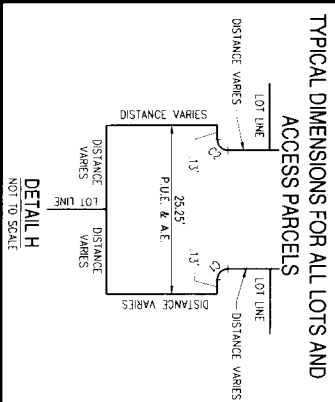 TYPICAL DIMENSIONS FOR ALL LOTS AND
ACCESS PARCELS
DISTANCE VARIES
LOT LINE
LOT LINE
DISTANCE VARIES
DISTANCE VARIES
C2
.13'
25.25'
P.U.E. & A.E.
.13'
DISTANCE VARIES
DISTANCE
VARIES
LOT LINE
DISTANCE
VARIES
DETAIL H
NOT TO SCALE